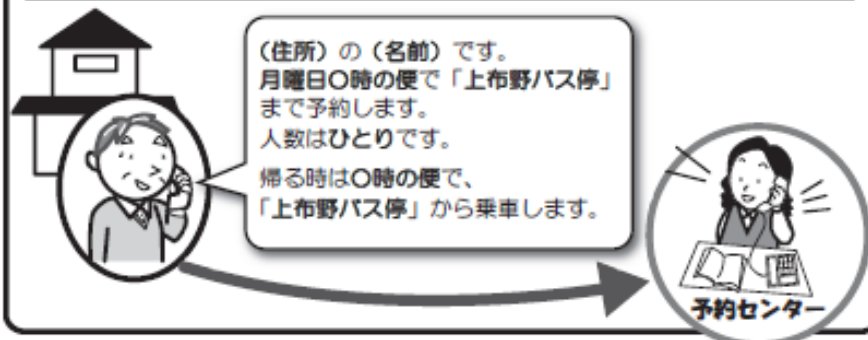 (住所)の(名前)です。
月曜日〇時の便で「上布野バス停」
まで予約します。
人数はひとりです。
帰る時は〇時の便で、
「上布野バス停」から乗車します。
予約センター